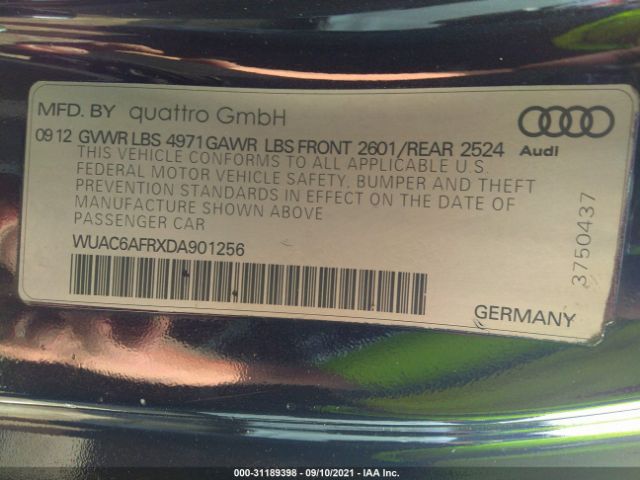 MFD. BY quattro GmbH
09 12 GVWR LBS 4971 GAWR LBS FRONT 2601/REAR 2524
Audi
THIS VEHICLE CONFORMS TO ALL APPLICABLE U.S.
FEDERAL MOTOR VEHICLE SAFETY, BUMPER AND THEFT
PREVENTION STANDARDS IN EFFECT ON THE DATE OF
MANUFACTURE SHOWN ABOVE
PASSENGER CAR
WUAC6AFRXDA901256
3750437
GERMANY
000-31189398 - 09/10/2021 - IAA Inc.